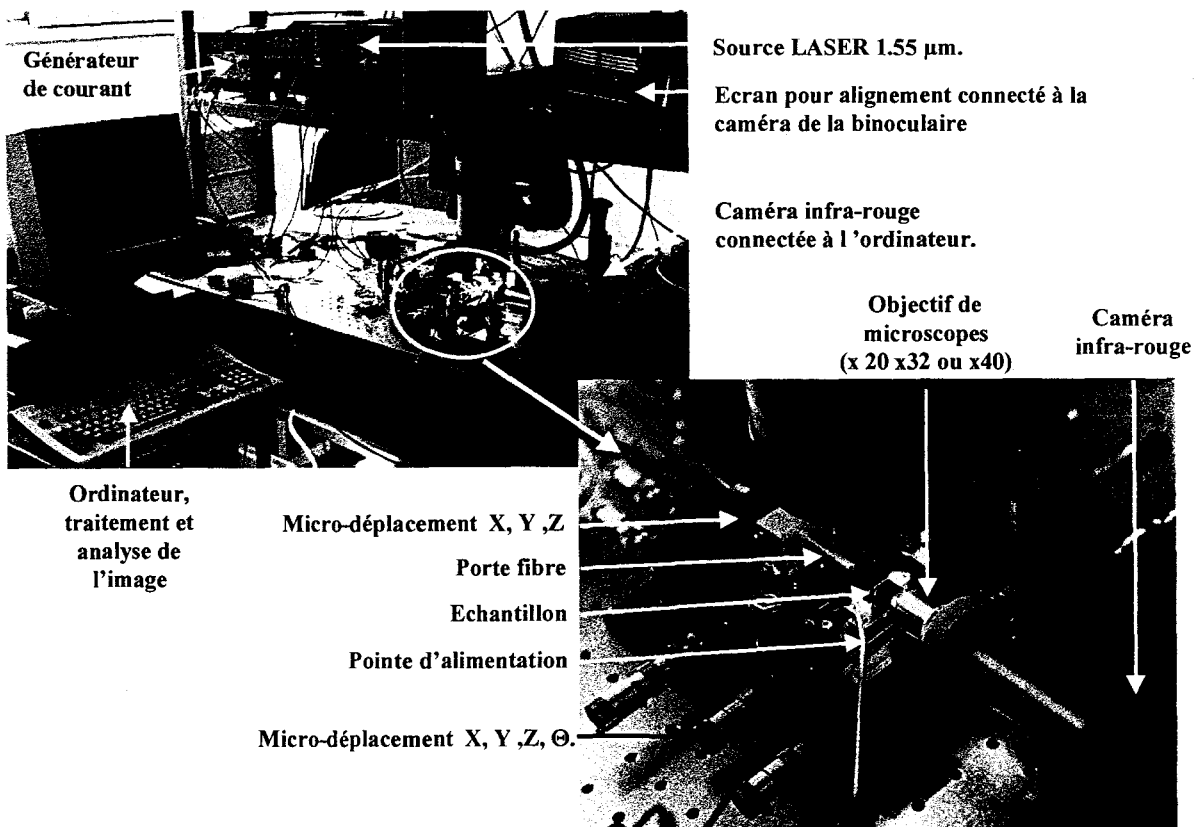 Générateur
de courant
Source LASER 1.55 µm.
Ecran pour alignement connecté à la
caméra de la binoculaire
Caméra infra-rouge
connectée à l 'ordinateur.
Objectif de
microscopes
(x 20 x32 ou x40)
Caméra
infra-rouge
Ordinateur,
traitement et
analyse de
l'image
Micro-déplacement X, Y ,Z
Porte fibre
Echantillon
Pointe d'alimentation
Micro-déplacement X, Y ,Z, Θ.